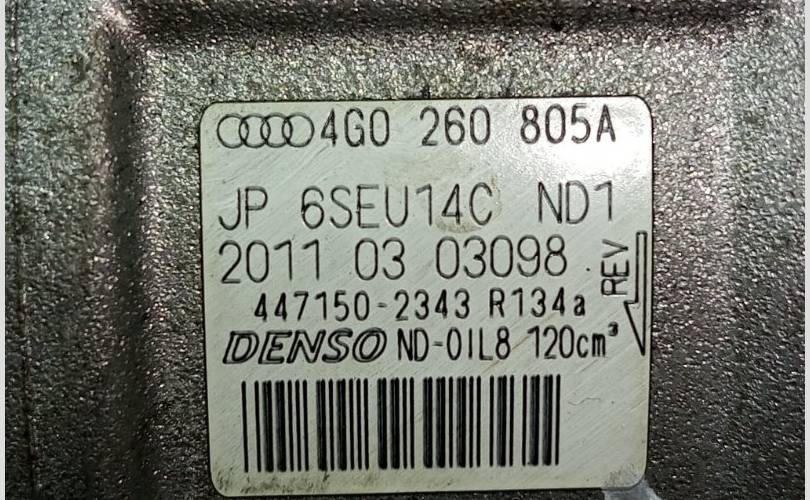 4G0 260 805A
JP 6SEU14C ND1
2011 03 03098
REV
447150-2343 R134a
DENSO ND-OIL8 120cm³